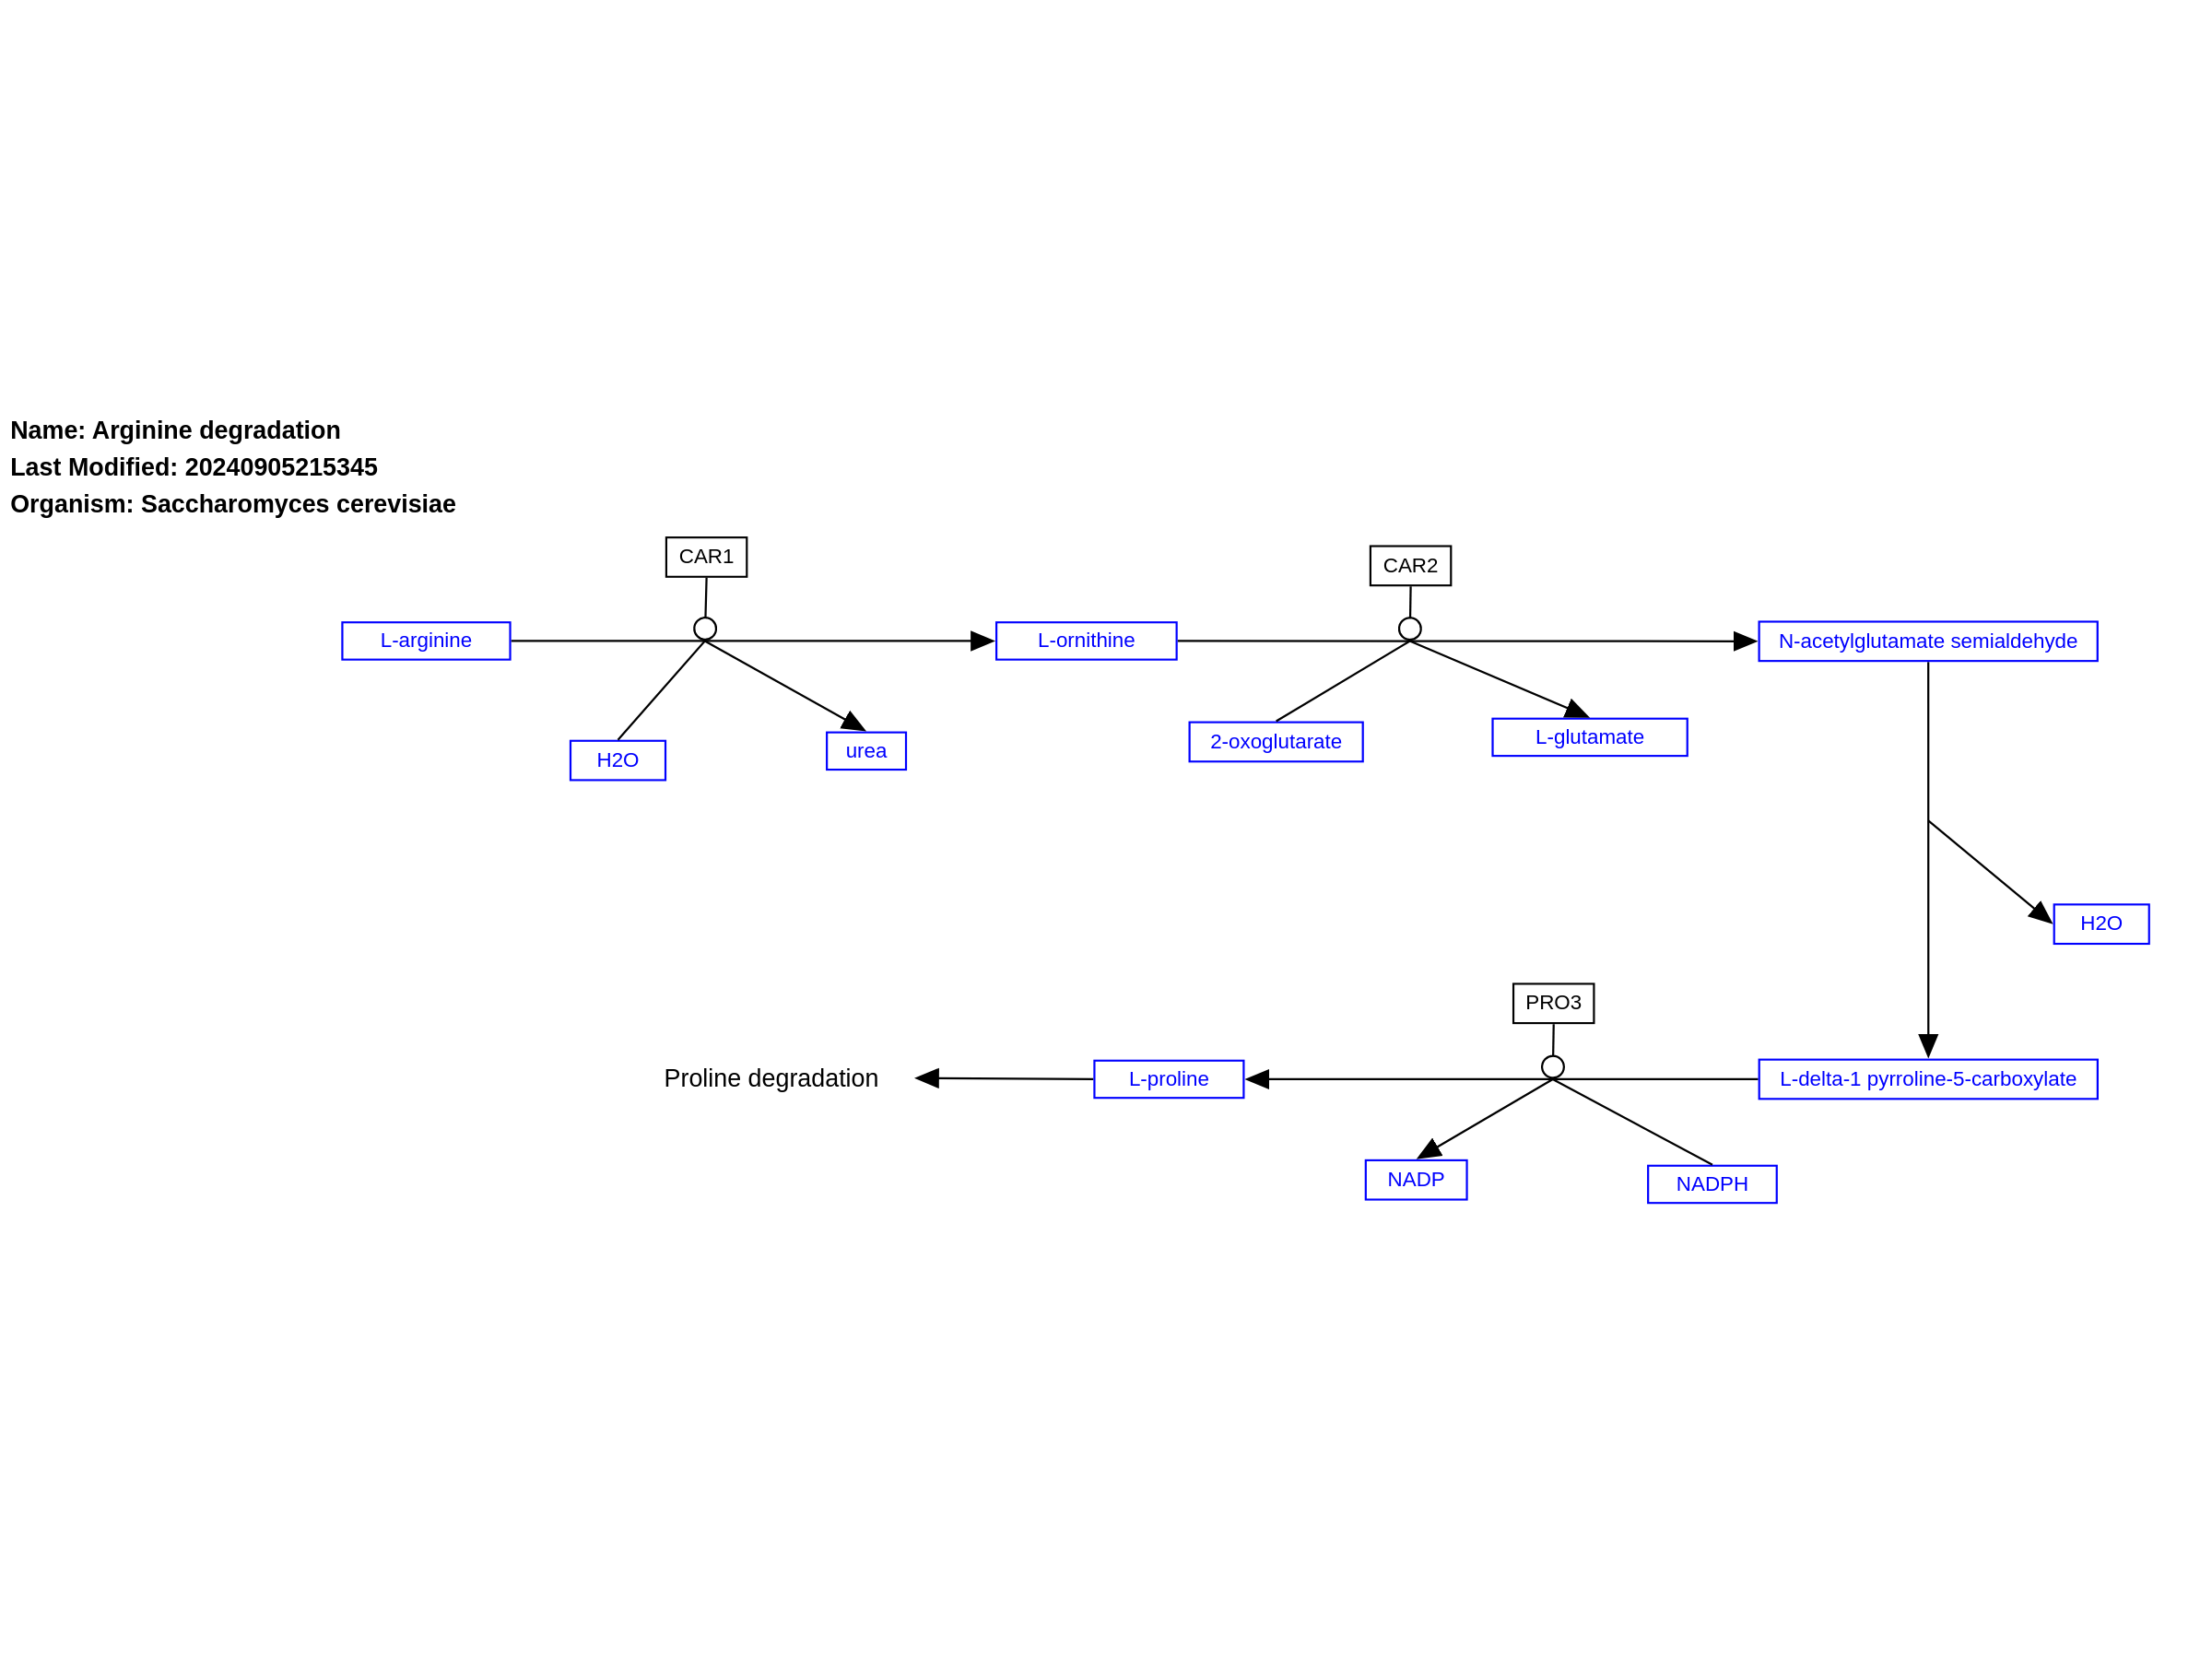 Name: Arginine degradation
Last Modified: 20240905215345
Organism: Saccharomyces cerevisiae
CAR1
CAR2
L-arginine
L-ornithine
N-acetylglutamate semialdehyde
H2O
urea
2-oxoglutarate
L-glutamate
H2O
PRO3
Proline degradation
L-proline
L-delta-1 pyrroline-5-carboxylate
NADP
NADPH